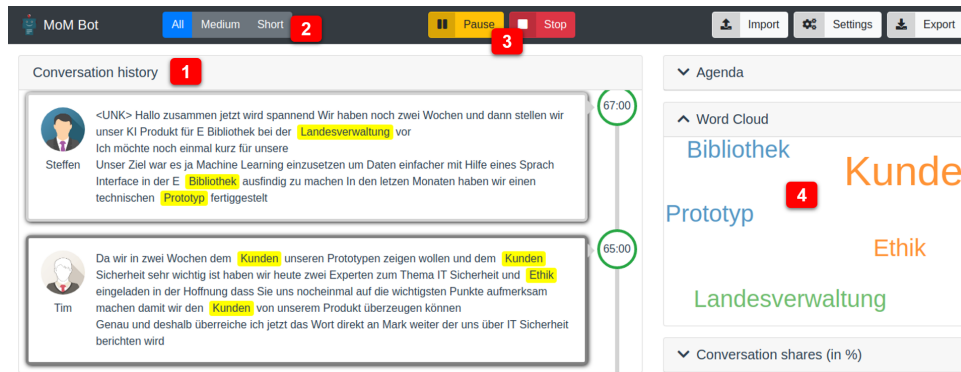 MoM Bot
All Medium Short 2
Pause Stop
3
Import Settings Export
Conversation history 1
<UNK> Hallo zusammen jetzt wird spannend Wir haben noch zwei Wochen und dann stellen wir
unser KI Produkt für E Bibliothek bei der Landesverwaltung vor
Ich möchte noch einmal kurz für unsere
Unser Ziel war es ja Machine Learning einzusetzen um Daten einfacher mit Hilfe eines Sprach
Interface in der E Bibliothek ausfindig zu machen In den letzen Monaten haben wir einen
technischen Prototyp fertiggestelt
Steffen
67:00
Da wir in zwei Wochen dem Kunden unseren Prototypen zeigen wollen und dem Kunden
Sicherheit sehr wichtig ist haben wir heute zwei Experten zum Thema IT Sicherheit und Ethik
eingeladen in der Hoffnung dass Sie uns nocheinmal auf die wichtigsten Punkte aufmerksam
machen damit wir den Kunden von unserem Produkt überzeugen können
Genau und deshalb überreiche ich jetzt das Wort direkt an Mark weiter der uns über IT Sicherheit
berichten wird
Tim
65:00
Agenda
Word Cloud
Bibliothek
Kunde
4
Prototyp
Ethik
Landesverwaltung
Conversation shares (in %)